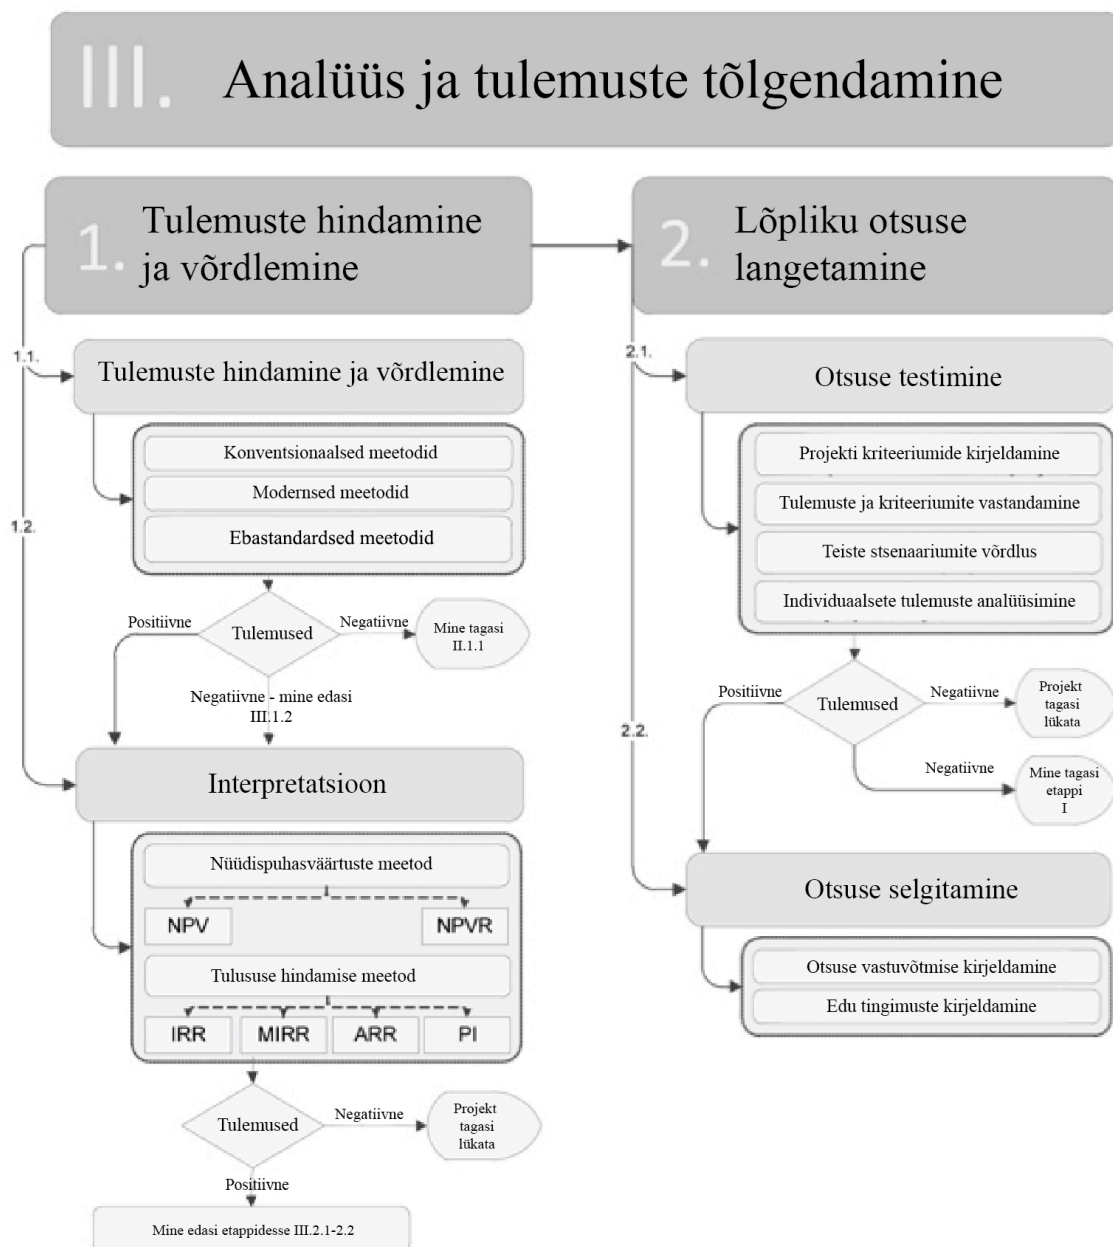 III. Analüüs ja tulemuste tõlgendamine
1. Tulemuste hindamine
ja võrdlemine
1.1.
Tulemuste hindamine ja võrdlemine
Konventsionaalsed meetodid
Modernsed meetodid
Ebastandardsed meetodid
1.2.
Tulemused
Positiivne
Negatiivne
Mine tagasi
II.1.1
Negatiivne - mine edasi
III.1.2
Interpretatsioon
Nüüdispuhasväärtuste meetod
NPV
NPVR
Tulususe hindamise meetod
IRR
MIRR
ARR
PI
Tulemused
Negatiivne
Projekt
tagasi
lükata
Positiivne
Mine edasi etappidesse III.2.1-2.2
2. Lõpliku otsuse
langetamine
2.1.
Otsuse testimine
Projekti kriteeriumide kirjeldamine
Tulemuste ja kriteeriumite vastandamine
Teiste stsenaariumite võrdlus
Individuaalsete tulemuste analüüsimine
Tulemused
Positiivne
Negatiivne
Projekt
tagasi
lükata
2.2.
Negatiivne
Mine tagasi
etappi
I
Otsuse selgitamine
Otsuse vastuvõtmise kirjeldamine
Edu tingimuste kirjeldamine